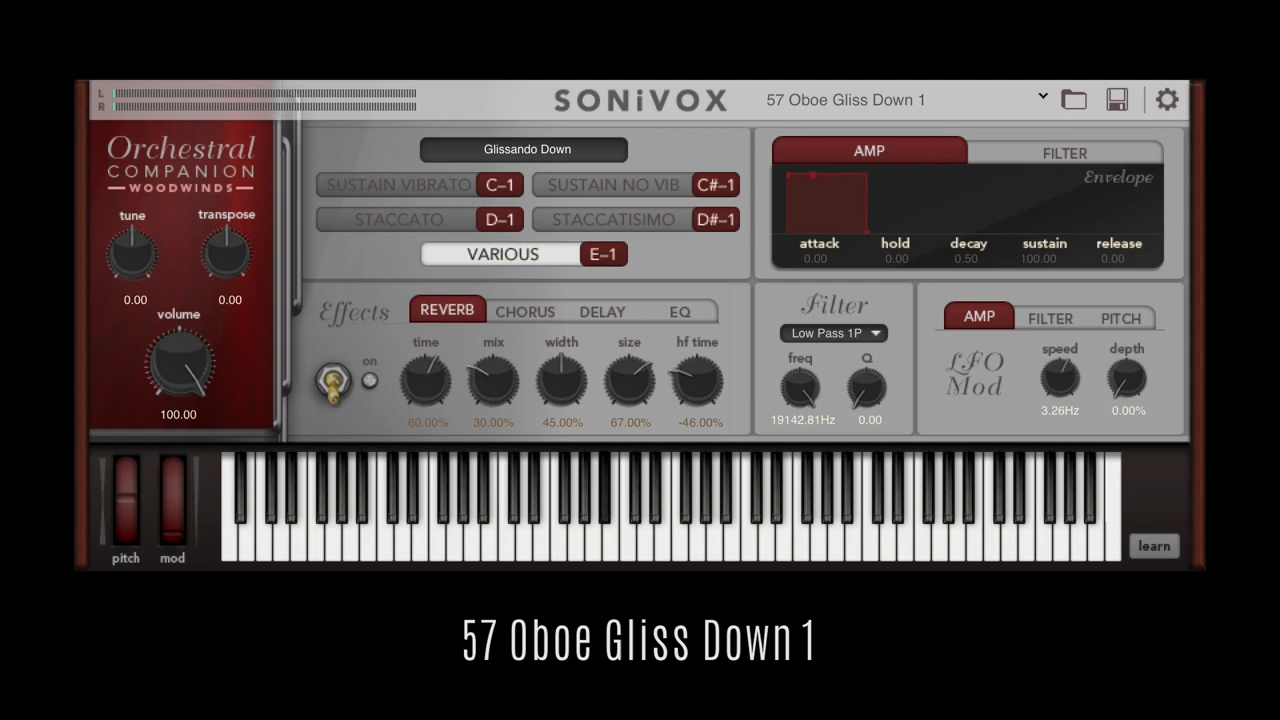 L
R
SONiVOX
57 Oboe Gliss Down 1
Orchestral
COMPANION
WOODWINDS
tune
transpose
0.00
0.00
volume
100.00
Glissando Down
SUSTAIN VIBRATO
C–1
SUSTAIN NO VIB
C#–1
STACCATO
D–1
STACCATISIMO
D#–1
VARIOUS
E–1
AMP
FILTER
Envelope
attack
hold
decay
sustain
release
0.00
0.00
0.50
100.00
0.00
Effects
REVERB
CHORUS
DELAY
EQ
on
time
mix
width
size
hf time
60.00%
30.00%
45.00%
67.00%
-46.00%
Filter
Low Pass 1P
freq
Q
19142.81Hz
0.00
AMP
FILTER
PITCH
LFO
Mod
speed
depth
3.26Hz
0.00%
pitch
mod
learn
57 Oboe Gliss Down 1